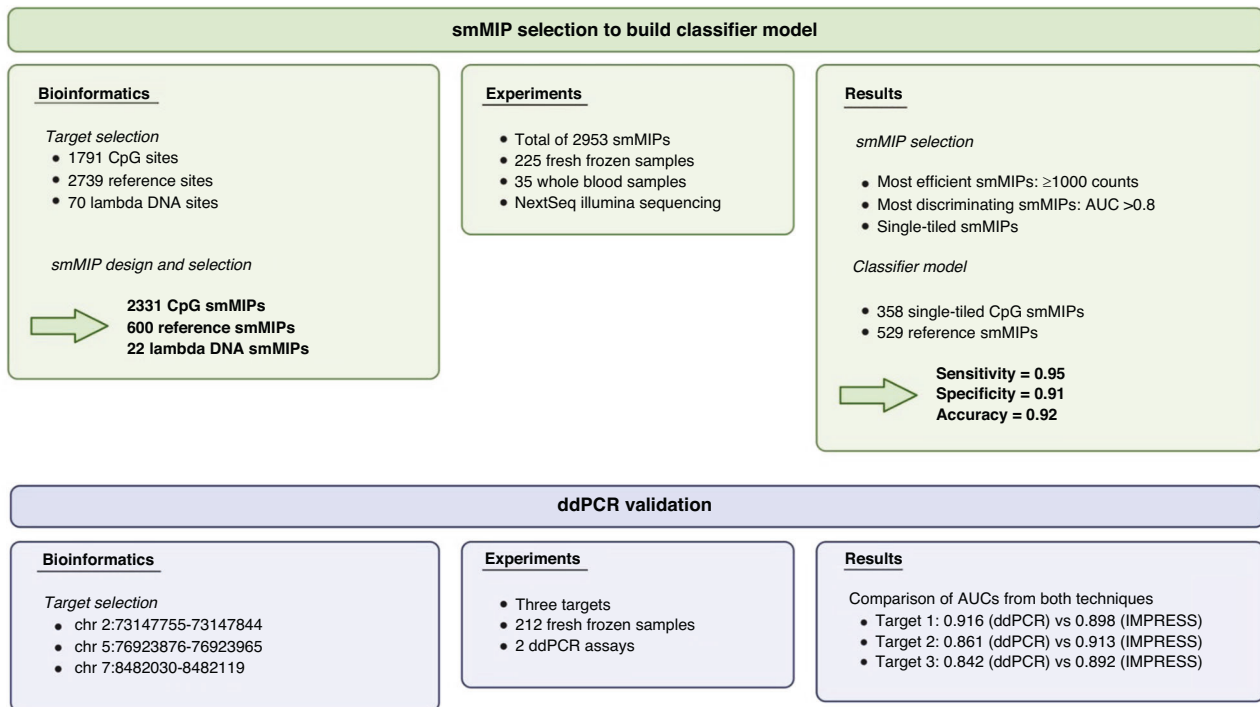 smMIP selection to build classifier model
Bioinformatics
Target selection
• 1791 CpG sites
• 2739 reference sites
• 70 lambda DNA sites
smMIP design and selection
2331 CpG smMIPs
600 reference smMIPs
22 lambda DNA smMIPs
Experiments
• Total of 2953 smMIPs
• 225 fresh frozen samples
• 35 whole blood samples
• NextSeq illumina sequencing
Results
smMIP selection
• Most efficient smMIPs: ≥1000 counts
• Most discriminating smMIPs: AUC >0.8
• Single-tiled smMIPs
Classifier model
• 358 single-tiled CpG smMIPs
• 529 reference smMIPs
Sensitivity = 0.95
Specificity = 0.91
Accuracy = 0.92
ddPCR validation
Bioinformatics
Target selection
• chr 2:73147755-73147844
• chr 5:76923876-76923965
• chr 7:8482030-8482119
Experiments
• Three targets
• 212 fresh frozen samples
• 2 ddPCR assays
Results
Comparison of AUCs from both techniques
• Target 1: 0.916 (ddPCR) vs 0.898 (IMPRESS)
• Target 2: 0.861 (ddPCR) vs 0.913 (IMPRESS)
• Target 3: 0.842 (ddPCR) vs 0.892 (IMPRESS)